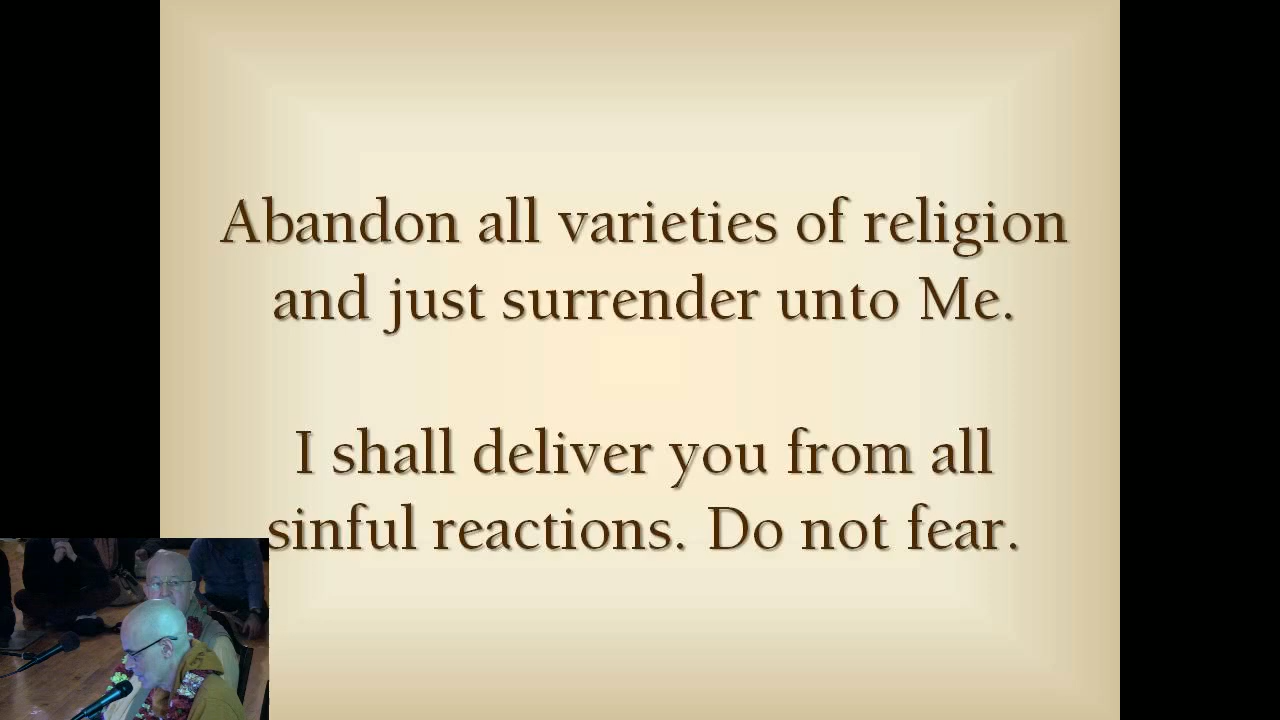 Abandon all varieties of religion
and just surrender unto Me.
I shall deliver you from all
sinful reactions. Do not fear.